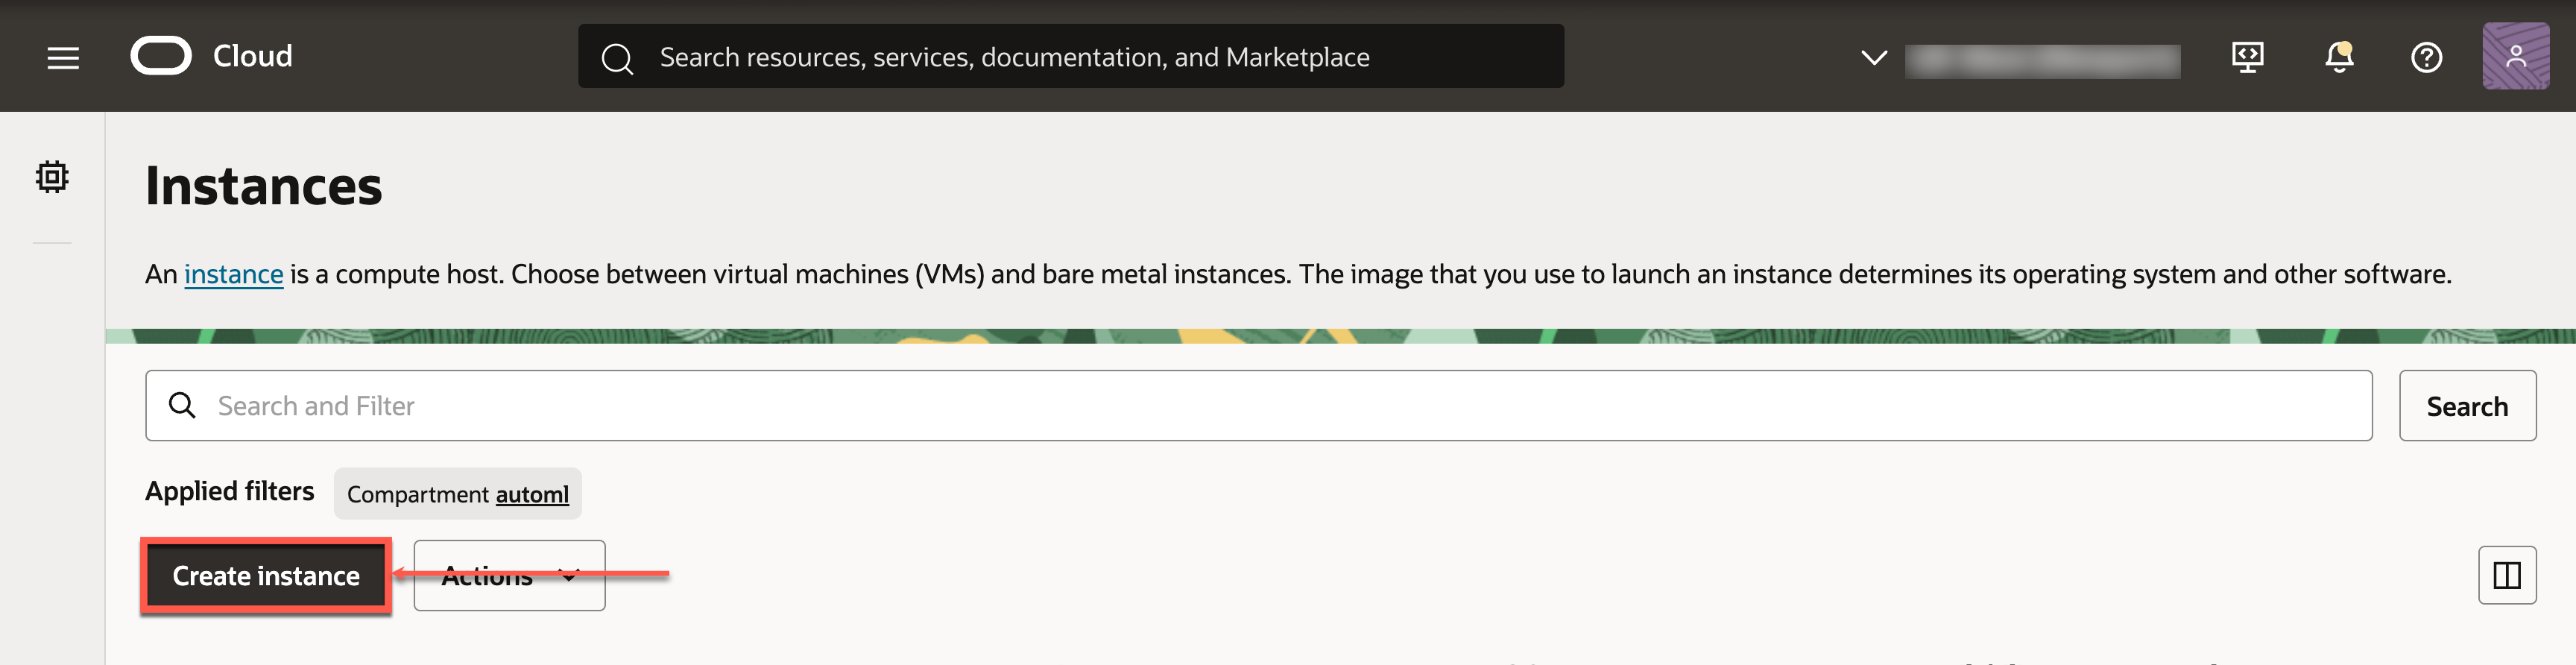 Cloud
Search resources, services, documentation, and Marketplace
Instances
An instance is a compute host. Choose between virtual machines (VMs) and bare metal instances. The image that you use to launch an instance determines its operating system and other software.
Search and Filter
Search
Applied filters Compartment automl
Create instance Actions